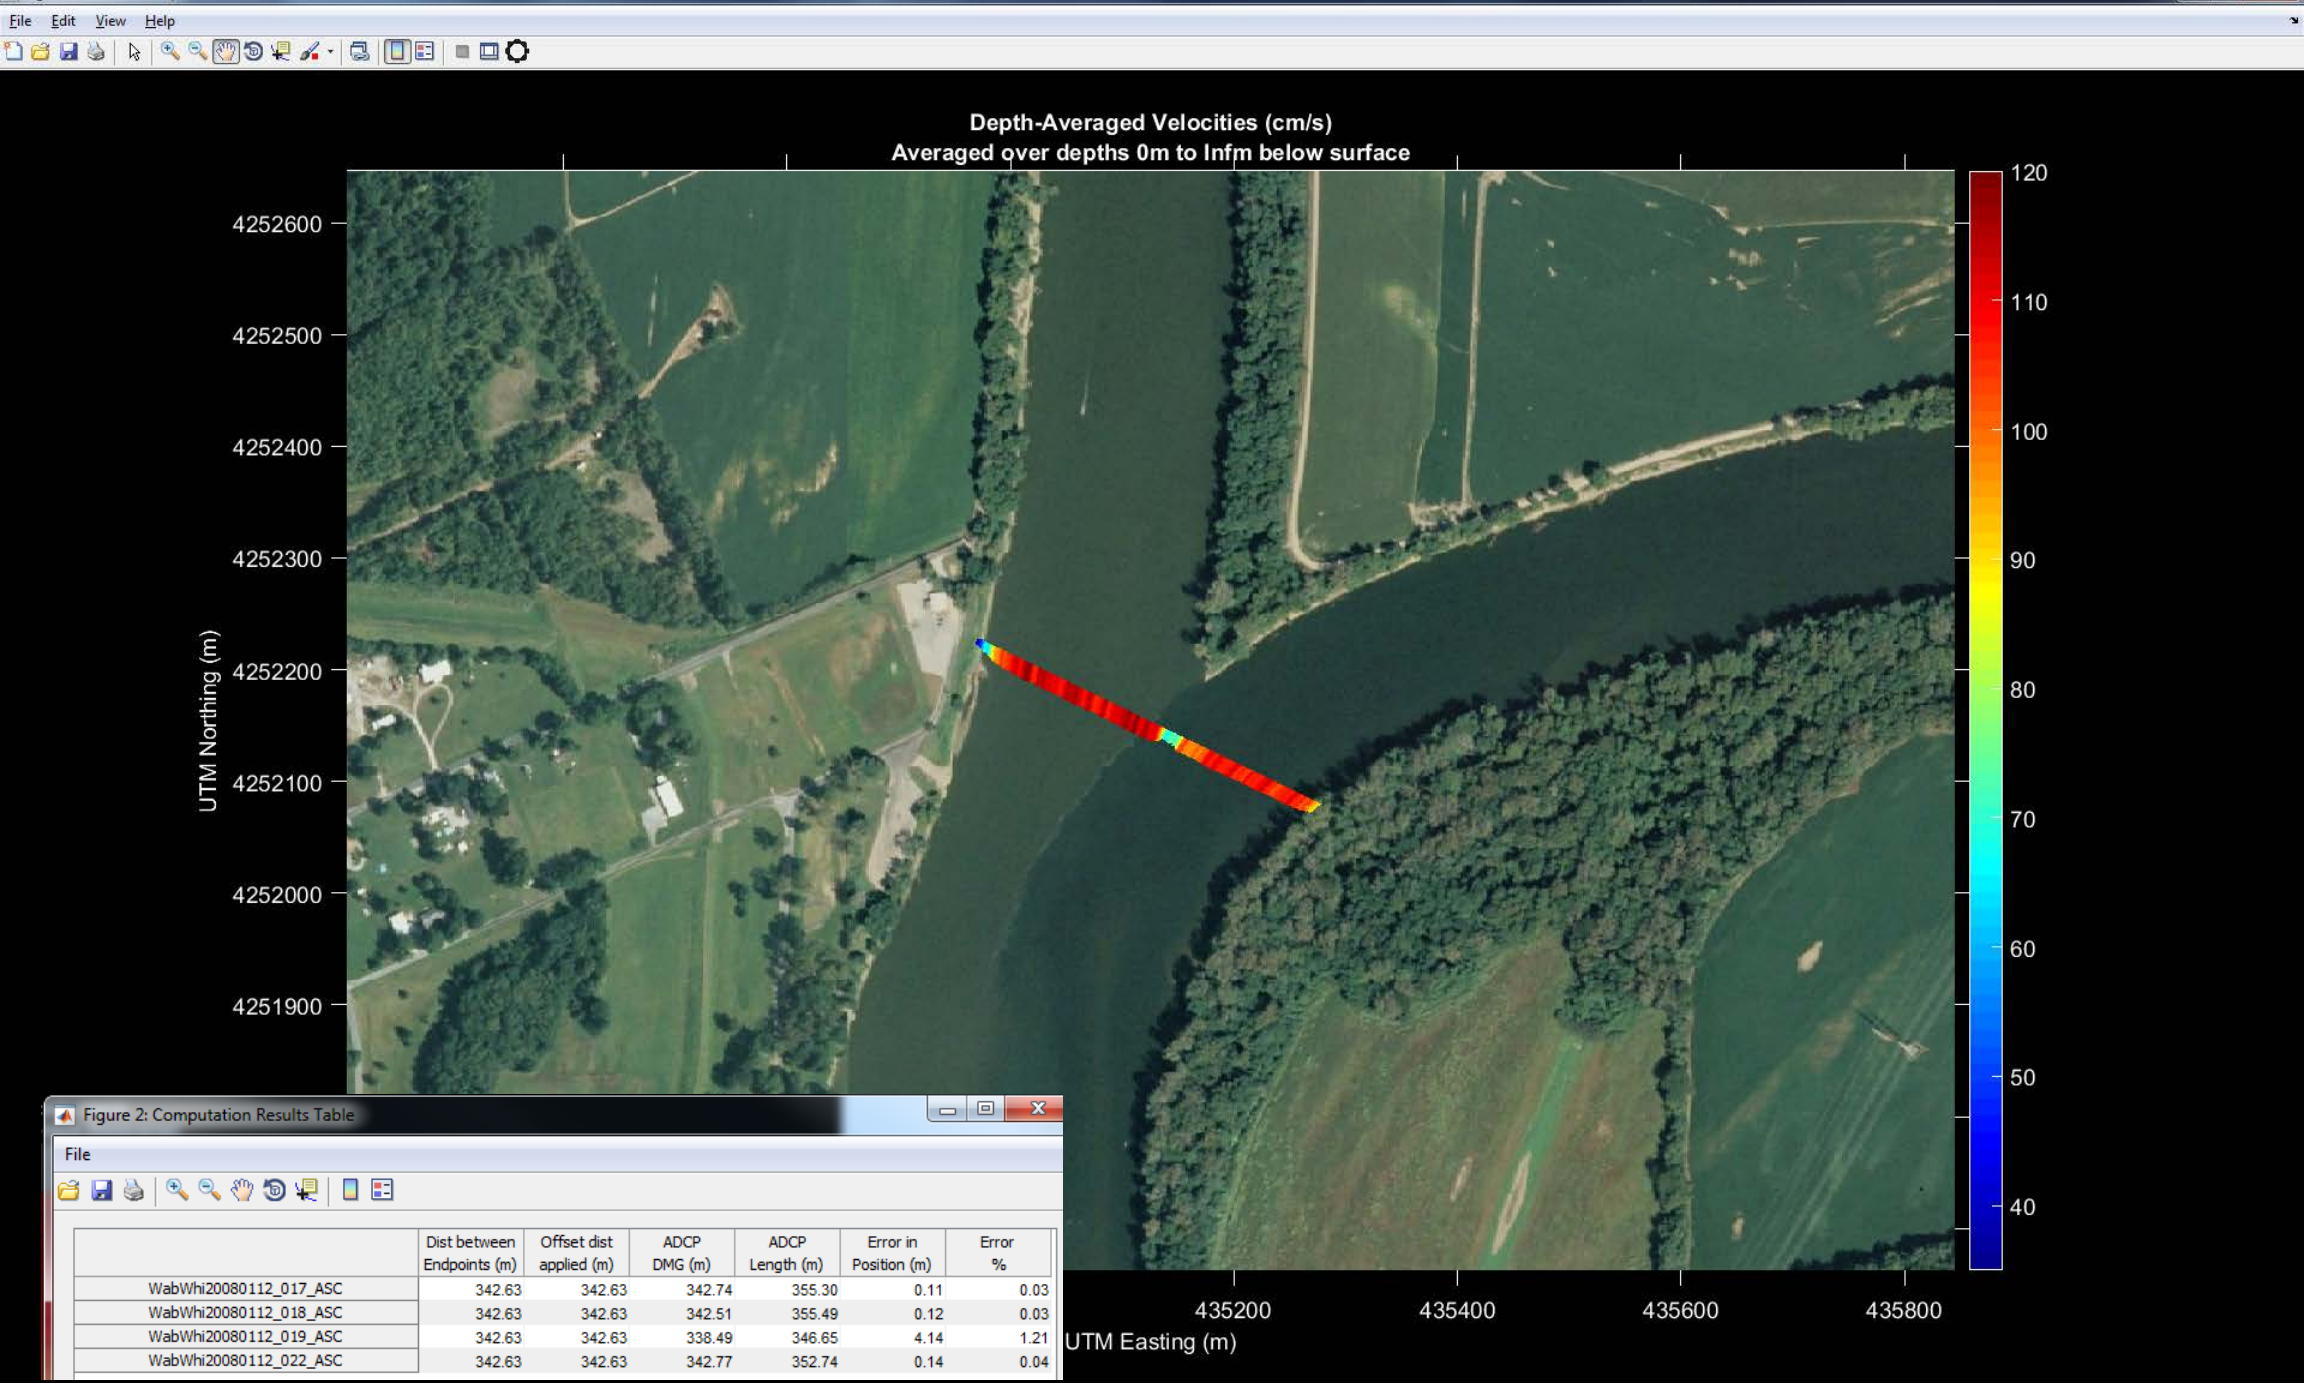 File Edit View Help
Depth-Averaged Velocities (cm/s)
Averaged over depths 0m to Infm below surface
120
110
100
90
80
70
60
50
40
4252600
4252500
4252400
4252300
4252200
4252100
4252000
4251900
UTM Northing (m)
435200 435400 435600 435800
UTM Easting (m)
Figure 2: Computation Results Table
File
Dist between Offset dist ADCP ADCP Error in Error
Endpoints (m) applied (m) DMG (m) Length (m) Position (m) %
WabWhi20080112_017_ASC 342.63 342.63 342.74 355.30 0.11 0.03
WabWhi20080112_018_ASC 342.63 342.63 342.51 355.49 0.12 0.03
WabWhi20080112_019_ASC 342.63 342.63 338.49 346.65 4.14 1.21
WabWhi20080112_022_ASC 342.63 342.63 342.77 352.74 0.14 0.04